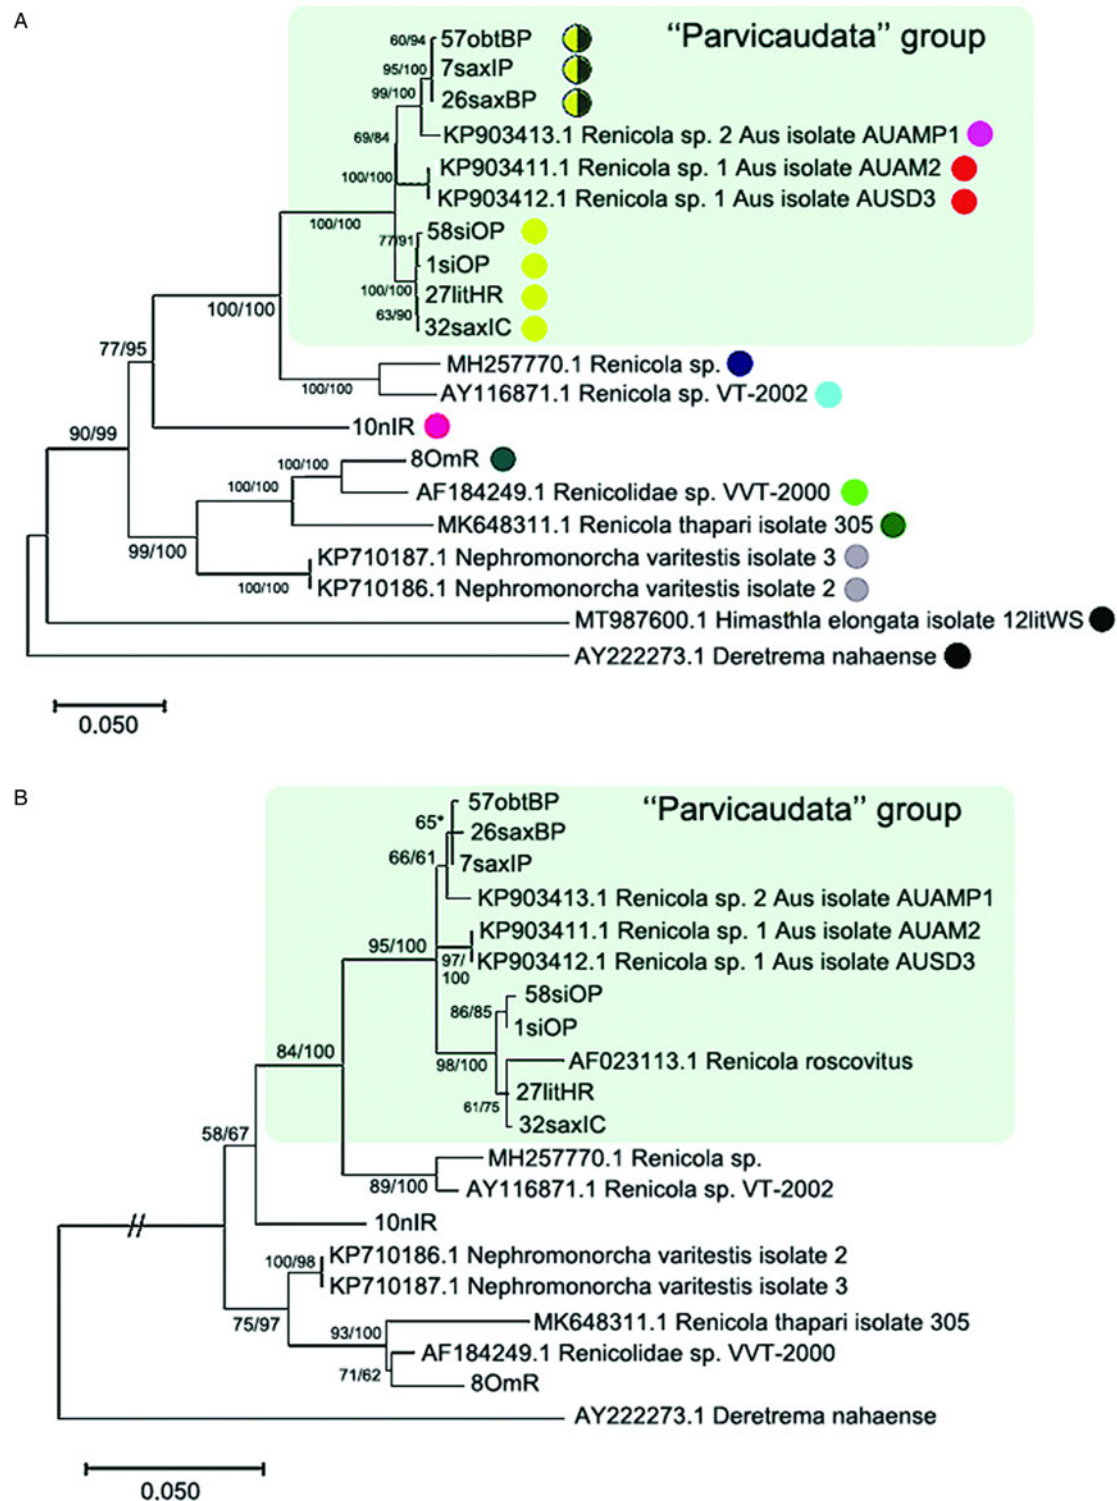 A
"Parvicaudata" group
60/94
57obtBP
95/100
7saxIP
99/100
26saxBP
69/84
KP903413.1 Renicola sp. 2 Aus isolate AUAMP1
KP903411.1 Renicola sp. 1 Aus isolate AUAM2
100/100
KP903412.1 Renicola sp. 1 Aus isolate AUSD3
100/100
77/91
58siOP
1siOP
100/100
27litHR
63/90
32saxIC
100/100
77/95
MH257770.1 Renicola sp.
100/100
AY116871.1 Renicola sp. VT-2002
10nIR
90/99
100/100
8OmR
100/100
AF184249.1 Renicolidae sp. VVT-2000
MK648311.1 Renicola thapari isolate 305
99/100
KP710187.1 Nephromonorcha varitestis isolate 3
100/100
KP710186.1 Nephromonorcha varitestis isolate 2
MT987600.1 Himasthla elongata isolate 12litWS
AY222273.1 Deretrema nahaense
0.050
B
"Parvicaudata" group
57obtBP
65*
26saxBP
66/61
7saxIP
KP903413.1 Renicola sp. 2 Aus isolate AUAMP1
KP903411.1 Renicola sp. 1 Aus isolate AUAM2
95/100
97/
100
KP903412.1 Renicola sp. 1 Aus isolate AUSD3
58siOP
86/85
1siOP
98/100
AF023113.1 Renicola roscovitus
84/100
27litHR
61/75
32saxIC
58/67
MH257770.1 Renicola sp.
89/100
AY116871.1 Renicola sp. VT-2002
10nIR
100/98
KP710186.1 Nephromonorcha varitestis isolate 2
KP710187.1 Nephromonorcha varitestis isolate 3
75/97
MK648311.1 Renicola thapari isolate 305
93/100
AF184249.1 Renicolidae sp. VVT-2000
71/62
8OmR
AY222273.1 Deretrema nahaense
0.050